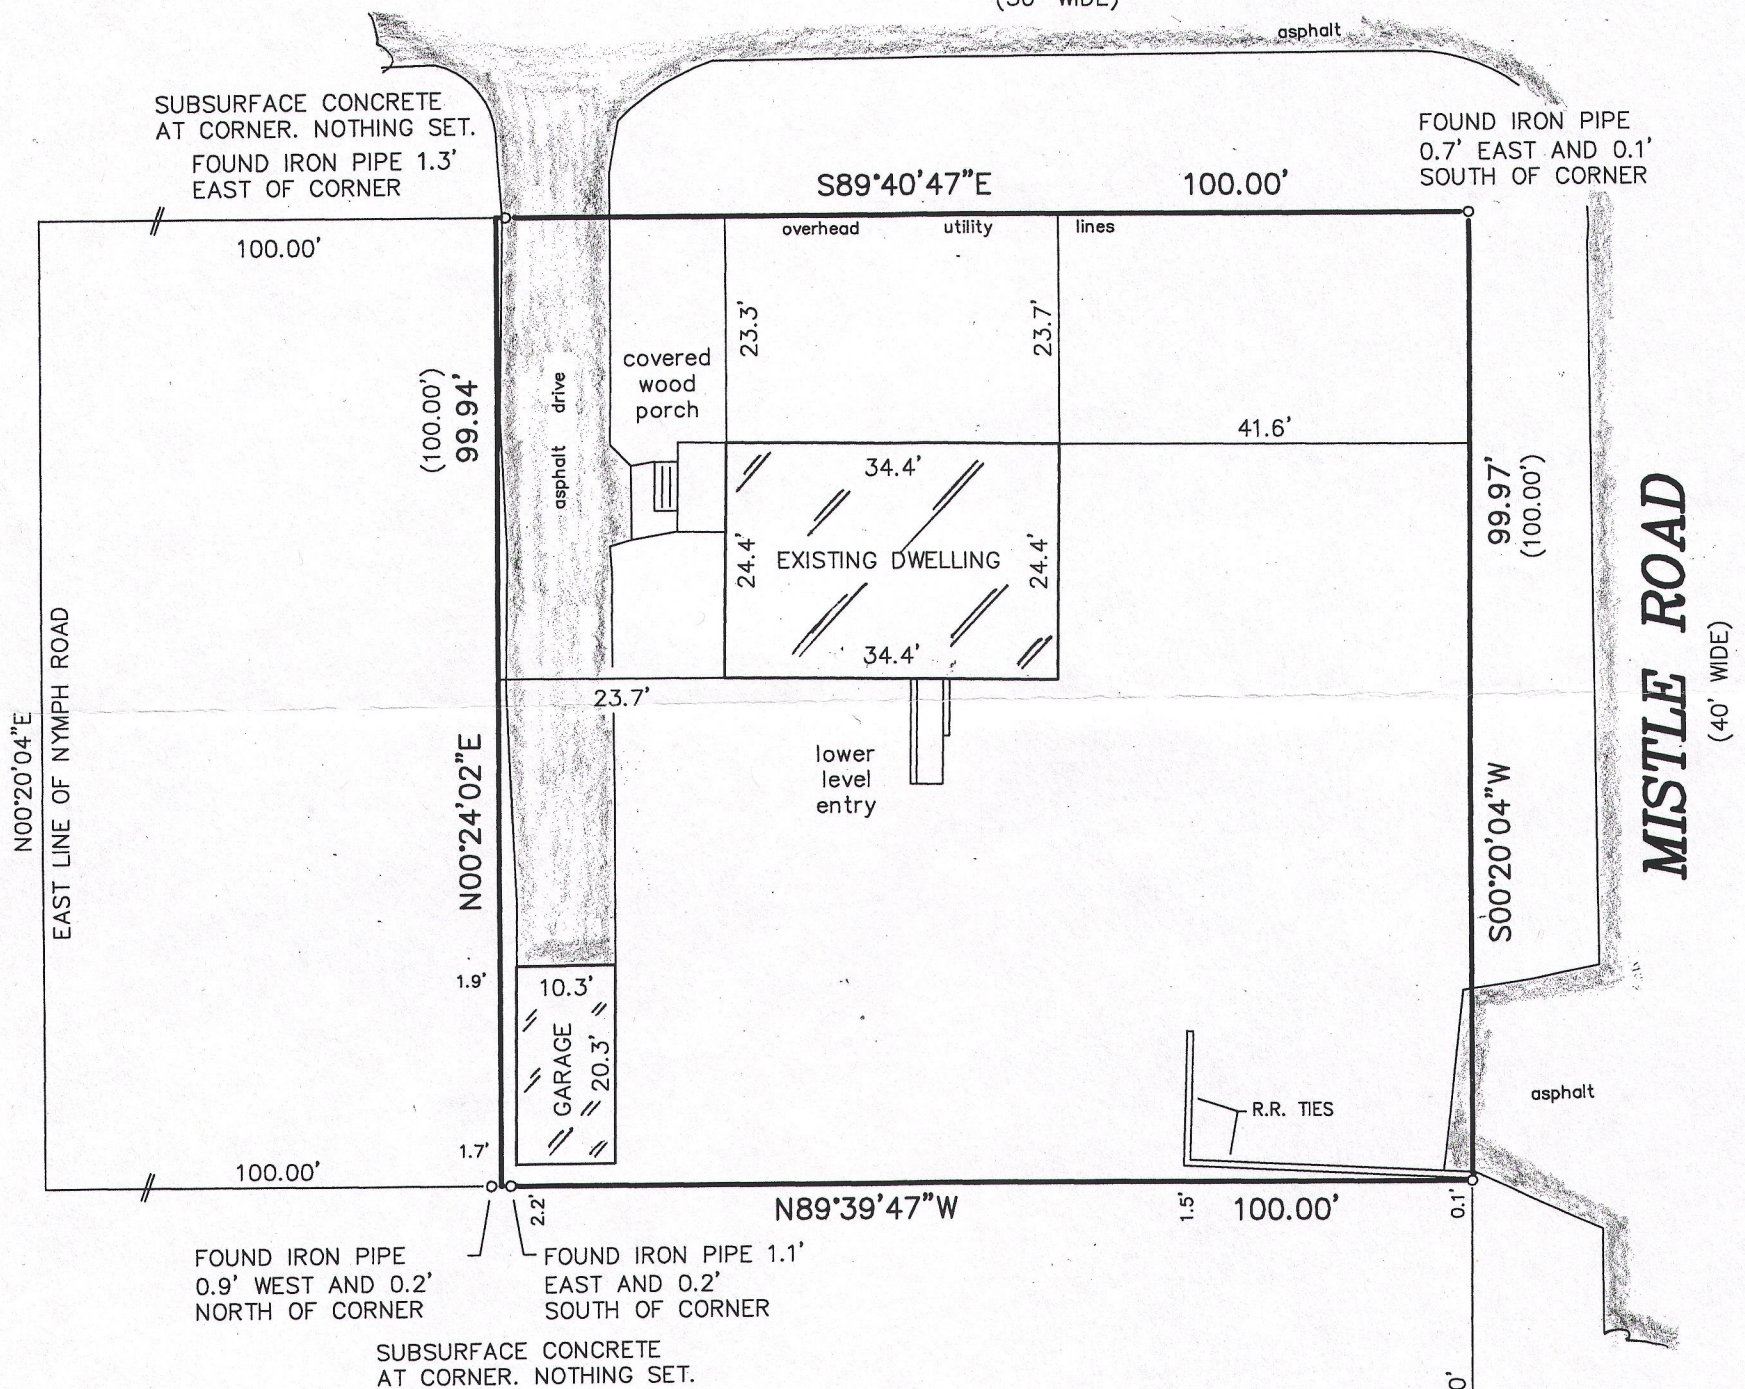 asphalt
SUBSURFACE CONCRETE
AT CORNER. NOTHING SET.
FOUND IRON PIPE 1.3'
EAST OF CORNER
FOUND IRON PIPE
0.7' EAST AND 0.1'
SOUTH OF CORNER
S89°40'47"E
100.00'
overhead utility lines
100.00'
23.3'
23.7'
covered
wood
porch
asphalt drive
(100.00')
99.94'
41.6'
34.4'
24.4'
EXISTING DWELLING
24.4'
34.4'
99.97'
(100.00')
MISTLE ROAD
(40' WIDE)
23.7'
N00°20'04"E
EAST LINE OF NYMPH ROAD
N00°24'02"E
lower
level
entry
S00°20'04"W
1.9'
10.3'
GARAGE
20.3'
1.7'
R.R. TIES
asphalt
100.00'
2.2'
N89°39'47"W
1.5'
100.00'
0.1'
FOUND IRON PIPE
0.9' WEST AND 0.2'
NORTH OF CORNER
FOUND IRON PIPE 1.1'
EAST AND 0.2'
SOUTH OF CORNER
SUBSURFACE CONCRETE
AT CORNER. NOTHING SET.